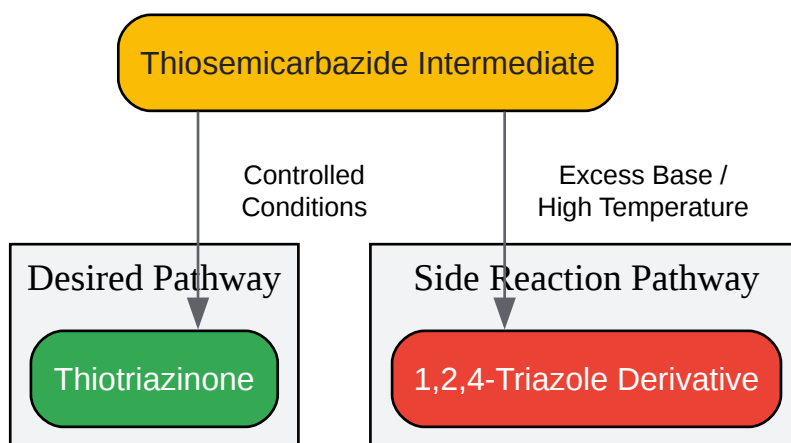 Thiosemicarbazide Intermediate
Controlled
Conditions
Excess Base /
High Temperature
Desired Pathway
Side Reaction Pathway
Thiotriazinone
1,2,4-Triazole Derivative